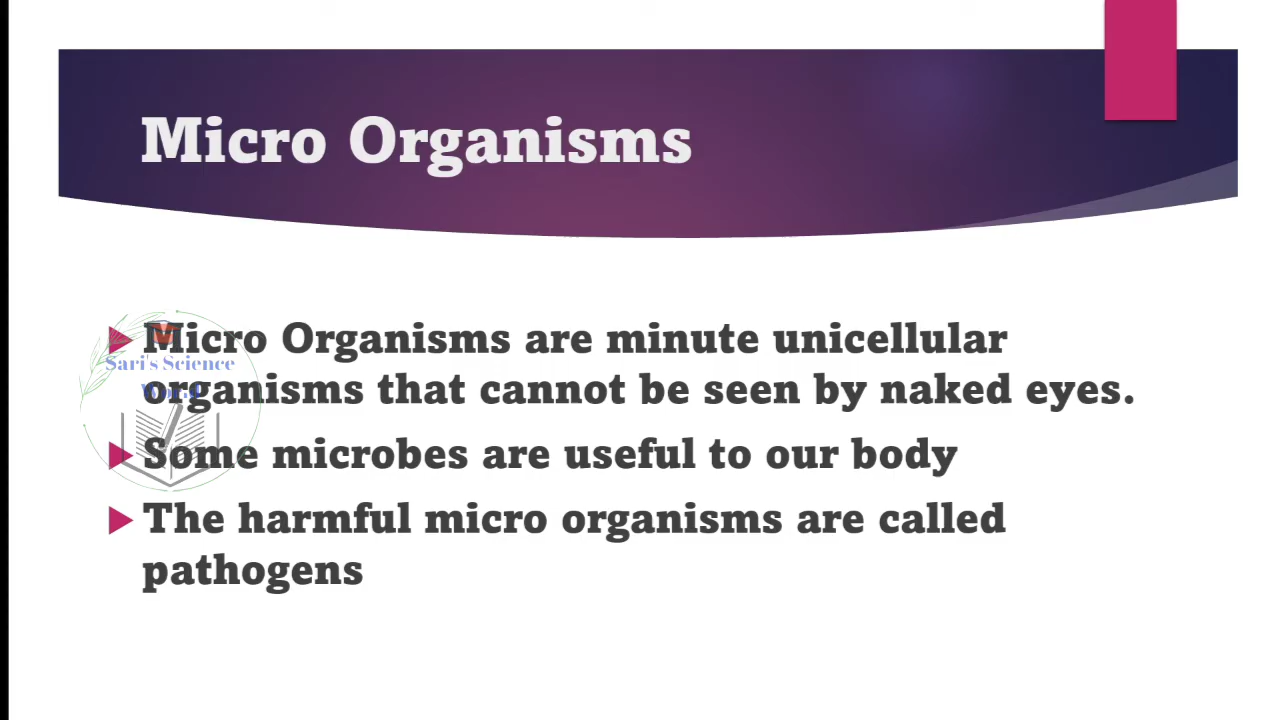 Micro Organisms
Micro Organisms are minute unicellular
Sari's Science
World
organisms that cannot be seen by naked eyes.
Some microbes are useful to our body
The harmful micro organisms are called
pathogens